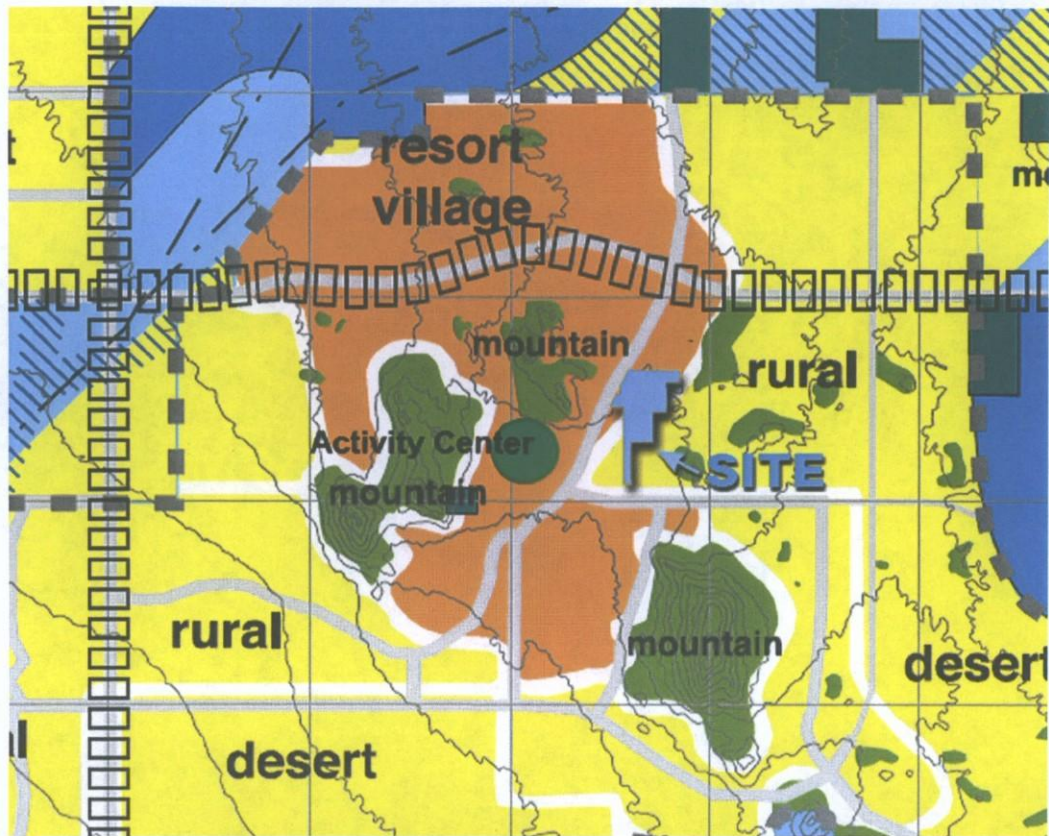 resort
village
mountain
rural
Activity Center
SITE
mountain
rural
mountain
desert
desert